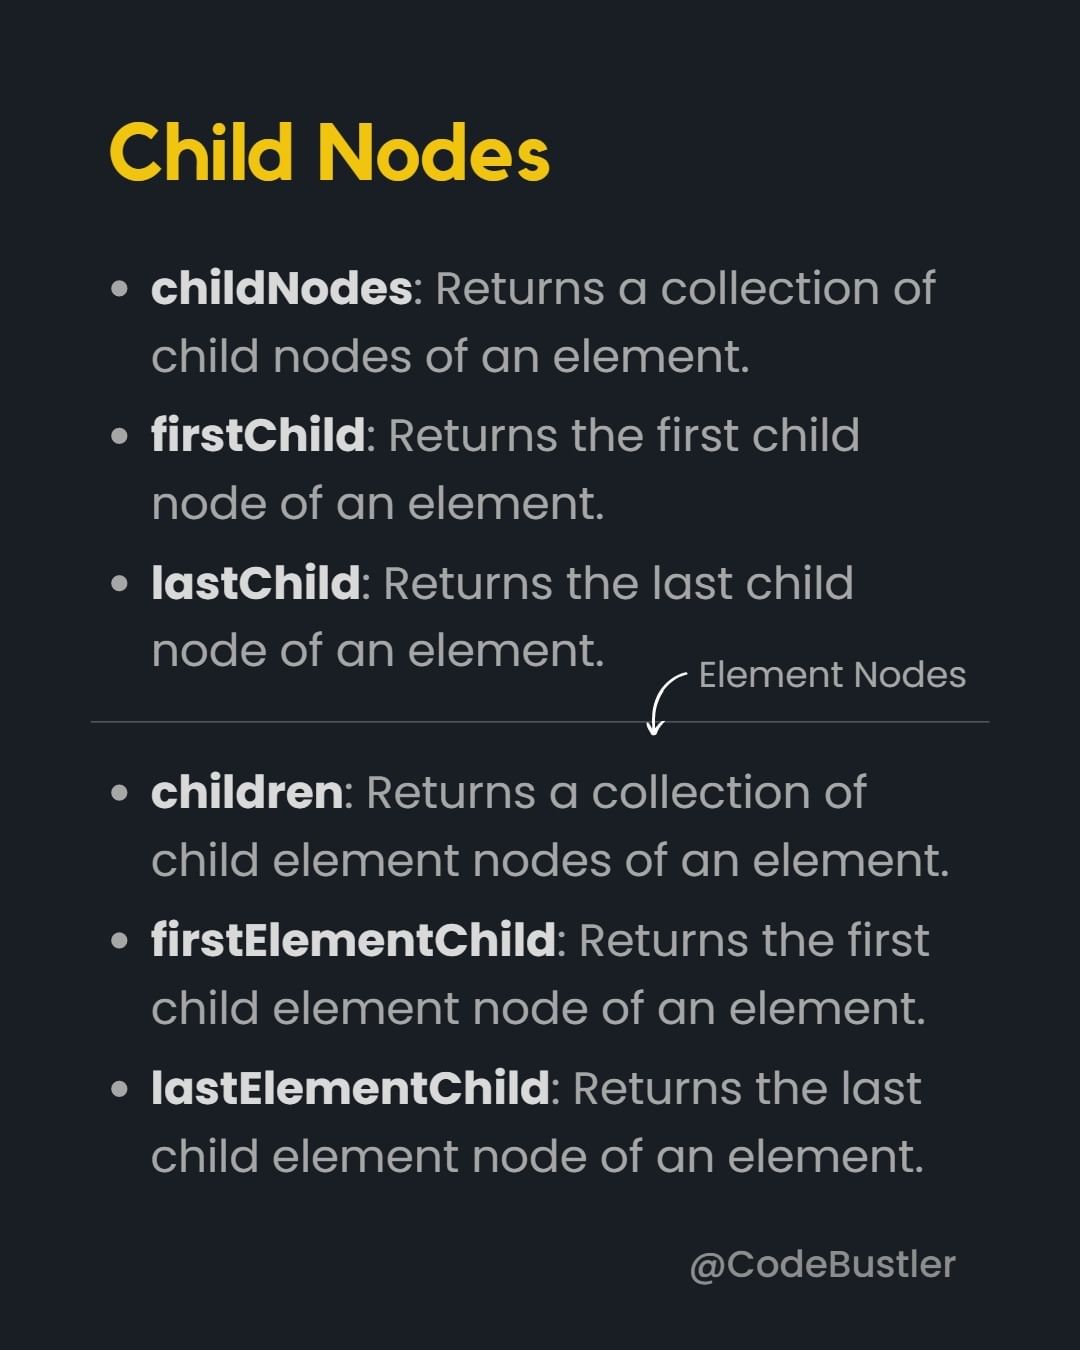 Child Nodes
• childNodes: Returns a collection of
child nodes of an element.
• firstChild: Returns the first child
node of an element.
• lastChild: Returns the last child
node of an element.
Element Nodes
• children: Returns a collection of
child element nodes of an element.
• firstElementChild: Returns the first
child element node of an element.
• lastElementChild: Returns the last
child element node of an element.
@CodeBustler